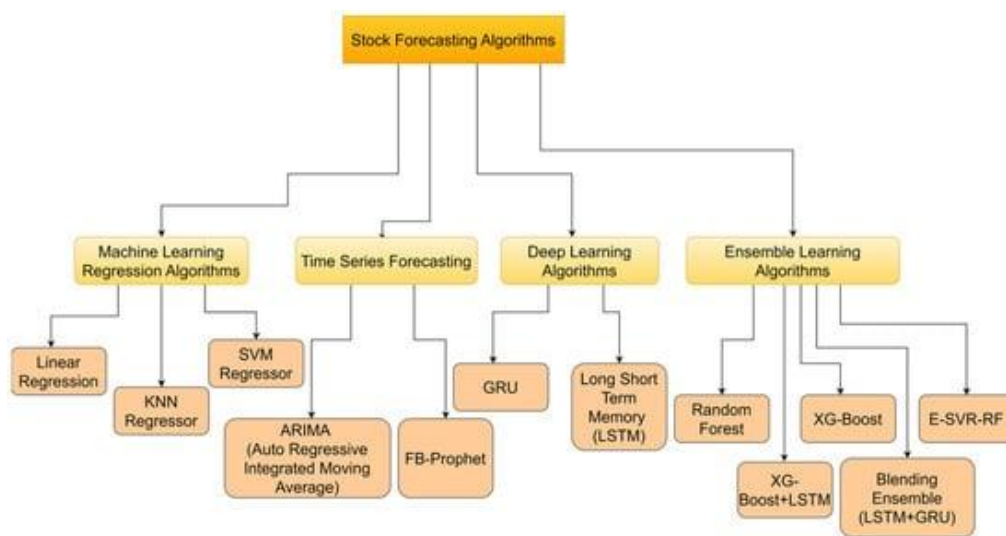 Stock Forecasting Algorithms
Machine Learning
Regression Algorithms
Time Series Forecasting
Deep Learning
Algorithms
Ensemble Learning
Algorithms
Linear
Regression
KNN
Regressor
SVM
Regressor
ARIMA
(Auto Regressive
Integrated Moving
Average)
FB-Prophet
GRU
Long Short
Term
Memory
(LSTM)
Random
Forest
XG-
Boost+LSTM
XG-Boost
Blending
Ensemble
(LSTM+GRU)
E-SVR-RF